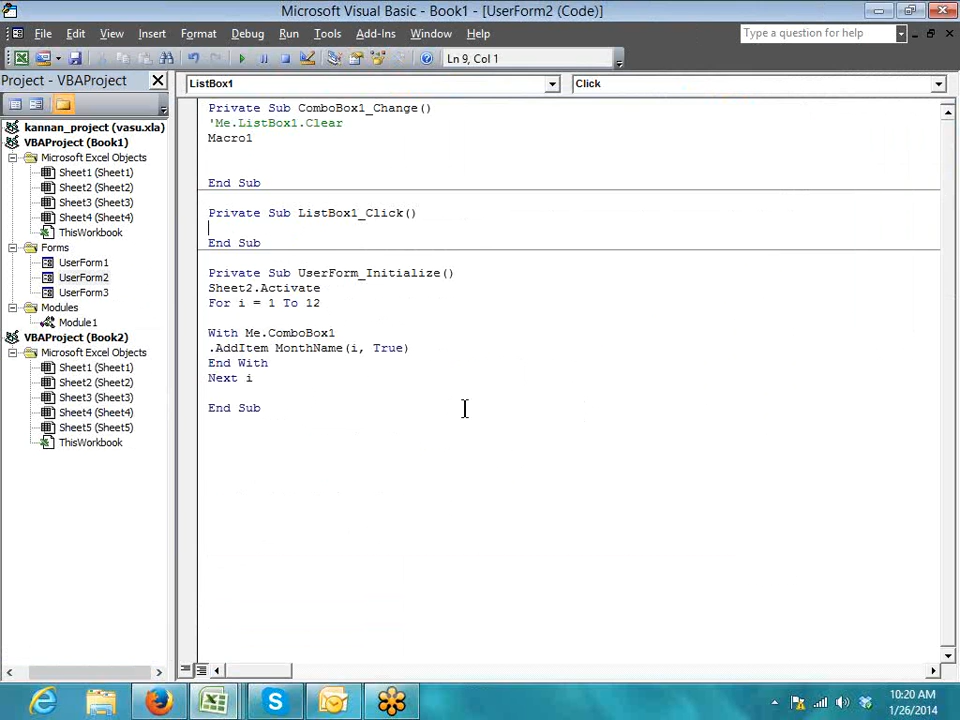 Microsoft Visual Basic - Book1 - [UserForm2 (Code)]
File Edit View Insert Format Debug Run Tools Add-Ins Window Help
Type a question for help
Ln 9, Col 1
Project - VBAProject
ListBox1
Click
kannan_project (vasu.xla)
VBAProject (Book1)
Microsoft Excel Objects
Sheet1 (Sheet1)
Sheet2 (Sheet2)
Sheet3 (Sheet3)
Sheet4 (Sheet4)
ThisWorkbook
Forms
UserForm1
UserForm2
UserForm3
Modules
Module1
VBAProject (Book2)
Microsoft Excel Objects
Sheet1 (Sheet1)
Sheet2 (Sheet2)
Sheet3 (Sheet3)
Sheet4 (Sheet4)
Sheet5 (Sheet5)
ThisWorkbook
Private Sub ComboBox1_Change()
'Me.ListBox1.Clear
Macro1
End Sub
Private Sub ListBox1_Click()
End Sub
Private Sub UserForm_Initialize()
Sheet2.Activate
For i = 1 To 12
With Me.ComboBox1
.AddItem MonthName(i, True)
End With
Next i
End Sub
10:20 AM
1/26/2014